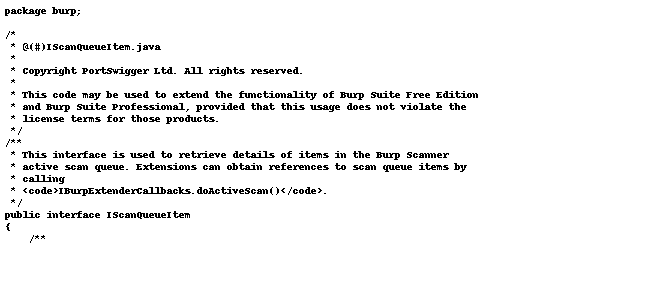 package burp;

/*
 * @(#)IScanQueueItem.java
 *
 * Copyright PortSwigger Ltd. All rights reserved.
 *
 * This code may be used to extend the functionality of Burp Suite Free Edition
 * and Burp Suite Professional, provided that this usage does not violate the
 * license terms for those products.
 */
/**
 * This interface is used to retrieve details of items in the Burp Scanner
 * active scan queue. Extensions can obtain references to scan queue items by
 * calling
 * <code>IBurpExtenderCallbacks.doActiveScan()</code>.
 */
public interface IScanQueueItem
{
    /**